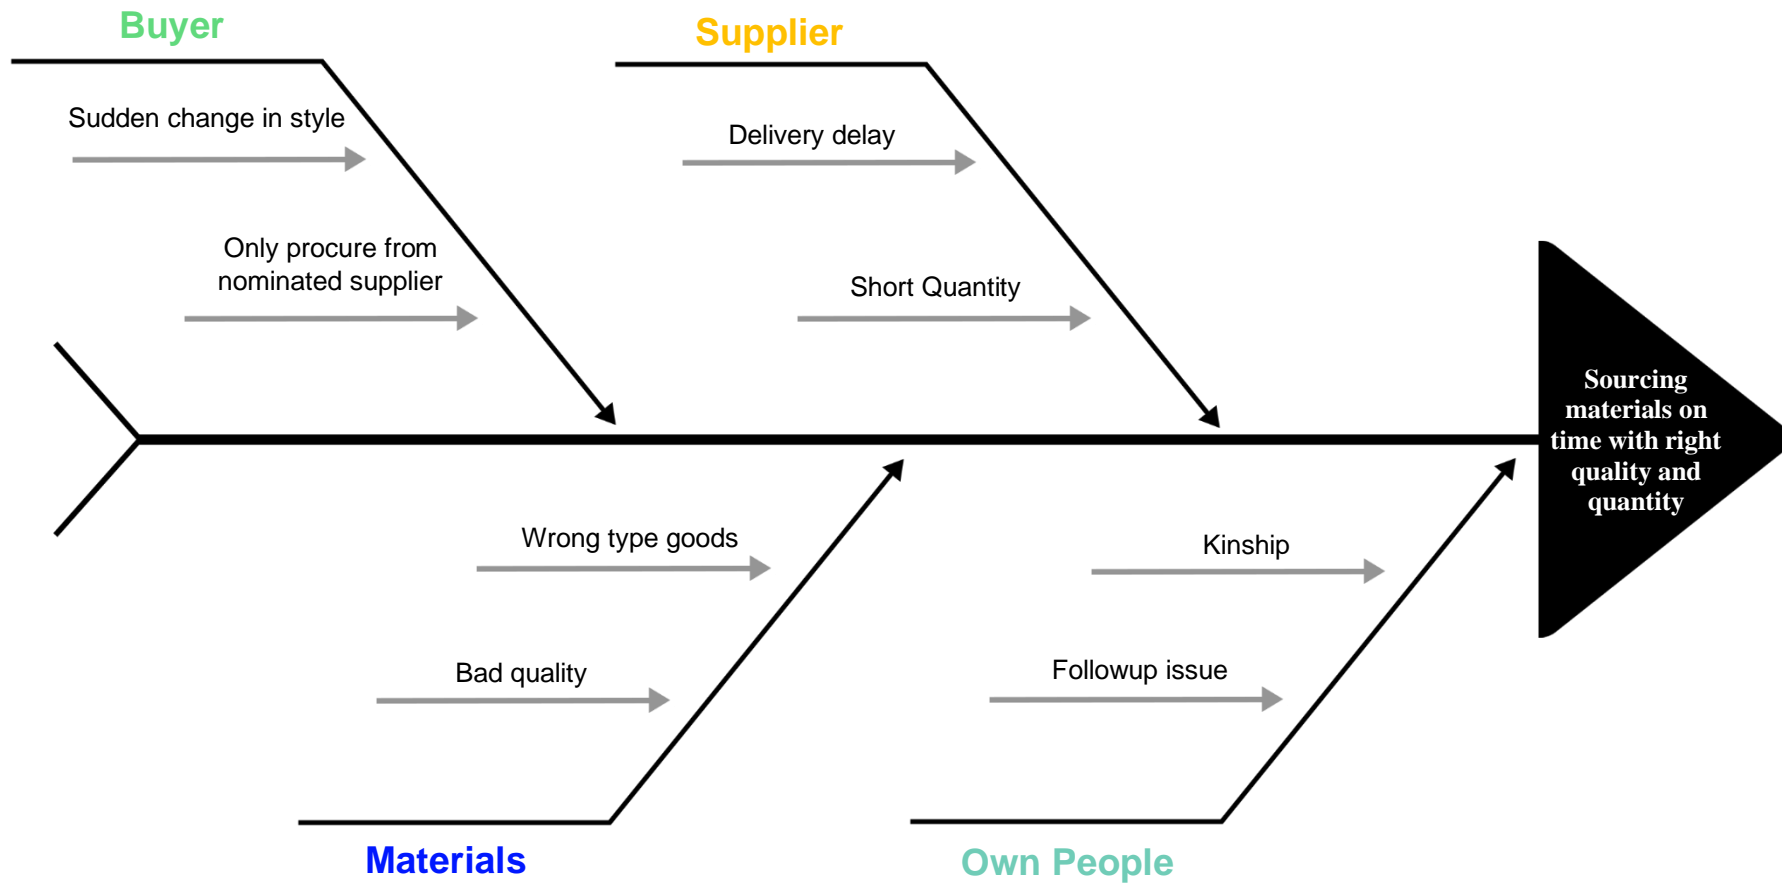 Buyer
Supplier
Sudden change in style
Delivery delay
Only procure from
nominated supplier
Short Quantity
Sourcing
materials on
time with right
quality and
quantity
Wrong type goods
Kinship
Bad quality
Followup issue
Materials
Own People